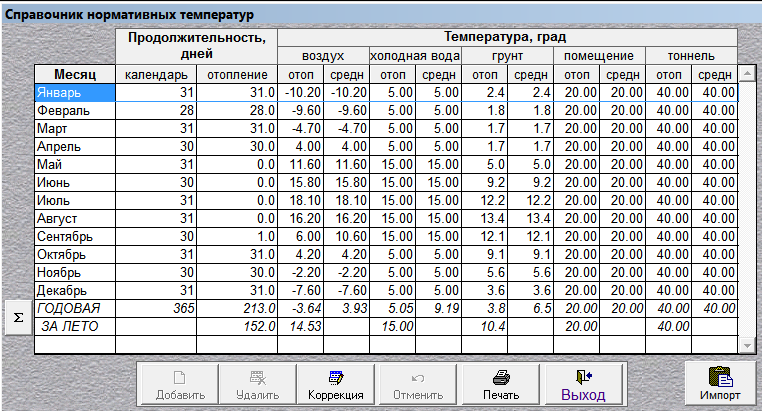 Справочник нормативных температур
Продолжительность, дней Температура, град
воздух холодная вода грунт помещение тоннель
Месяц календарь отопление отоп средн отоп средн отоп средн отоп средн отоп средн
Январь 31 31.0 -10.20 -10.20 5.00 5.00 2.4 2.4 20.00 20.00 40.00 40.00
Февраль 28 28.0 -9.60 -9.60 5.00 5.00 1.8 1.8 20.00 20.00 40.00 40.00
Март 31 31.0 -4.70 -4.70 5.00 5.00 1.7 1.7 20.00 20.00 40.00 40.00
Апрель 30 30.0 4.00 4.00 5.00 5.00 1.7 1.7 20.00 20.00 40.00 40.00
Май 31 0.0 11.60 11.60 15.00 15.00 5.0 5.0 20.00 20.00 40.00 40.00
Июнь 30 0.0 15.80 15.80 15.00 15.00 9.2 9.2 20.00 20.00 40.00 40.00
Июль 31 0.0 18.10 18.10 15.00 15.00 12.2 12.2 20.00 20.00 40.00 40.00
Август 31 0.0 16.20 16.20 15.00 15.00 13.4 13.4 20.00 20.00 40.00 40.00
Сентябрь 30 1.0 6.00 10.60 15.00 15.00 12.1 12.1 20.00 20.00 40.00 40.00
Октябрь 31 31.0 4.20 4.20 5.00 5.00 9.1 9.1 20.00 20.00 40.00 40.00
Ноябрь 30 30.0 -2.20 -2.20 5.00 5.00 5.6 5.6 20.00 20.00 40.00 40.00
Декабрь 31 31.0 -7.60 -7.60 5.00 5.00 3.6 3.6 20.00 20.00 40.00 40.00
ГОДОВАЯ 365 213.0 -3.64 3.93 5.05 9.19 3.8 6.5 20.00 20.00 40.00 40.00
Σ
ЗА ЛЕТО 152.0 14.53 15.00 10.4 20.00 40.00
Добавить Удалить Коррекция Отменить Печать Выход Импорт